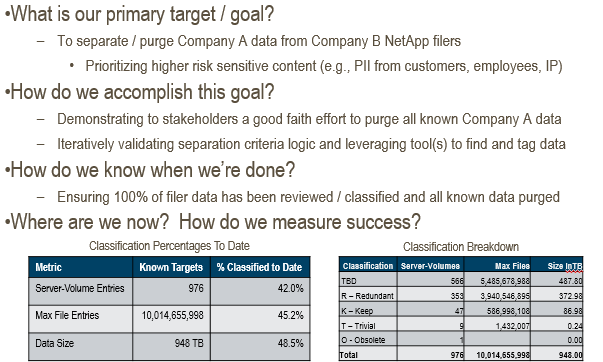 •What is our primary target / goal?
– To separate / purge Company A data from Company B NetApp filers
• Prioritizing higher risk sensitive content (e.g., PII from customers, employees, IP)
•How do we accomplish this goal?
– Demonstrating to stakeholders a good faith effort to purge all known Company A data
– Iteratively validating separation criteria logic and leveraging tool(s) to find and tag data
•How do we know when we're done?
– Ensuring 100% of filer data has been reviewed / classified and all known data purged
•Where are we now? How do we measure success?
Classification Percentages To Date
Metric Known Targets % Classified to Date
Server-Volume Entries 976 42.0%
Max File Entries 10,014,655,998 45.2%
Data Size 948 TB 48.5%
Classification Breakdown
Classification Server-Volumes Max Files Size InTB
TBD 566 5,485,678,988 487.80
R – Redundant 353 3,940,546,895 372.98
K – Keep 47 586,998,108 86.98
T – Trivial 9 1,432,007 0.24
O - Obsolete 1 0.00
Total 976 10,014,655,998 948.00